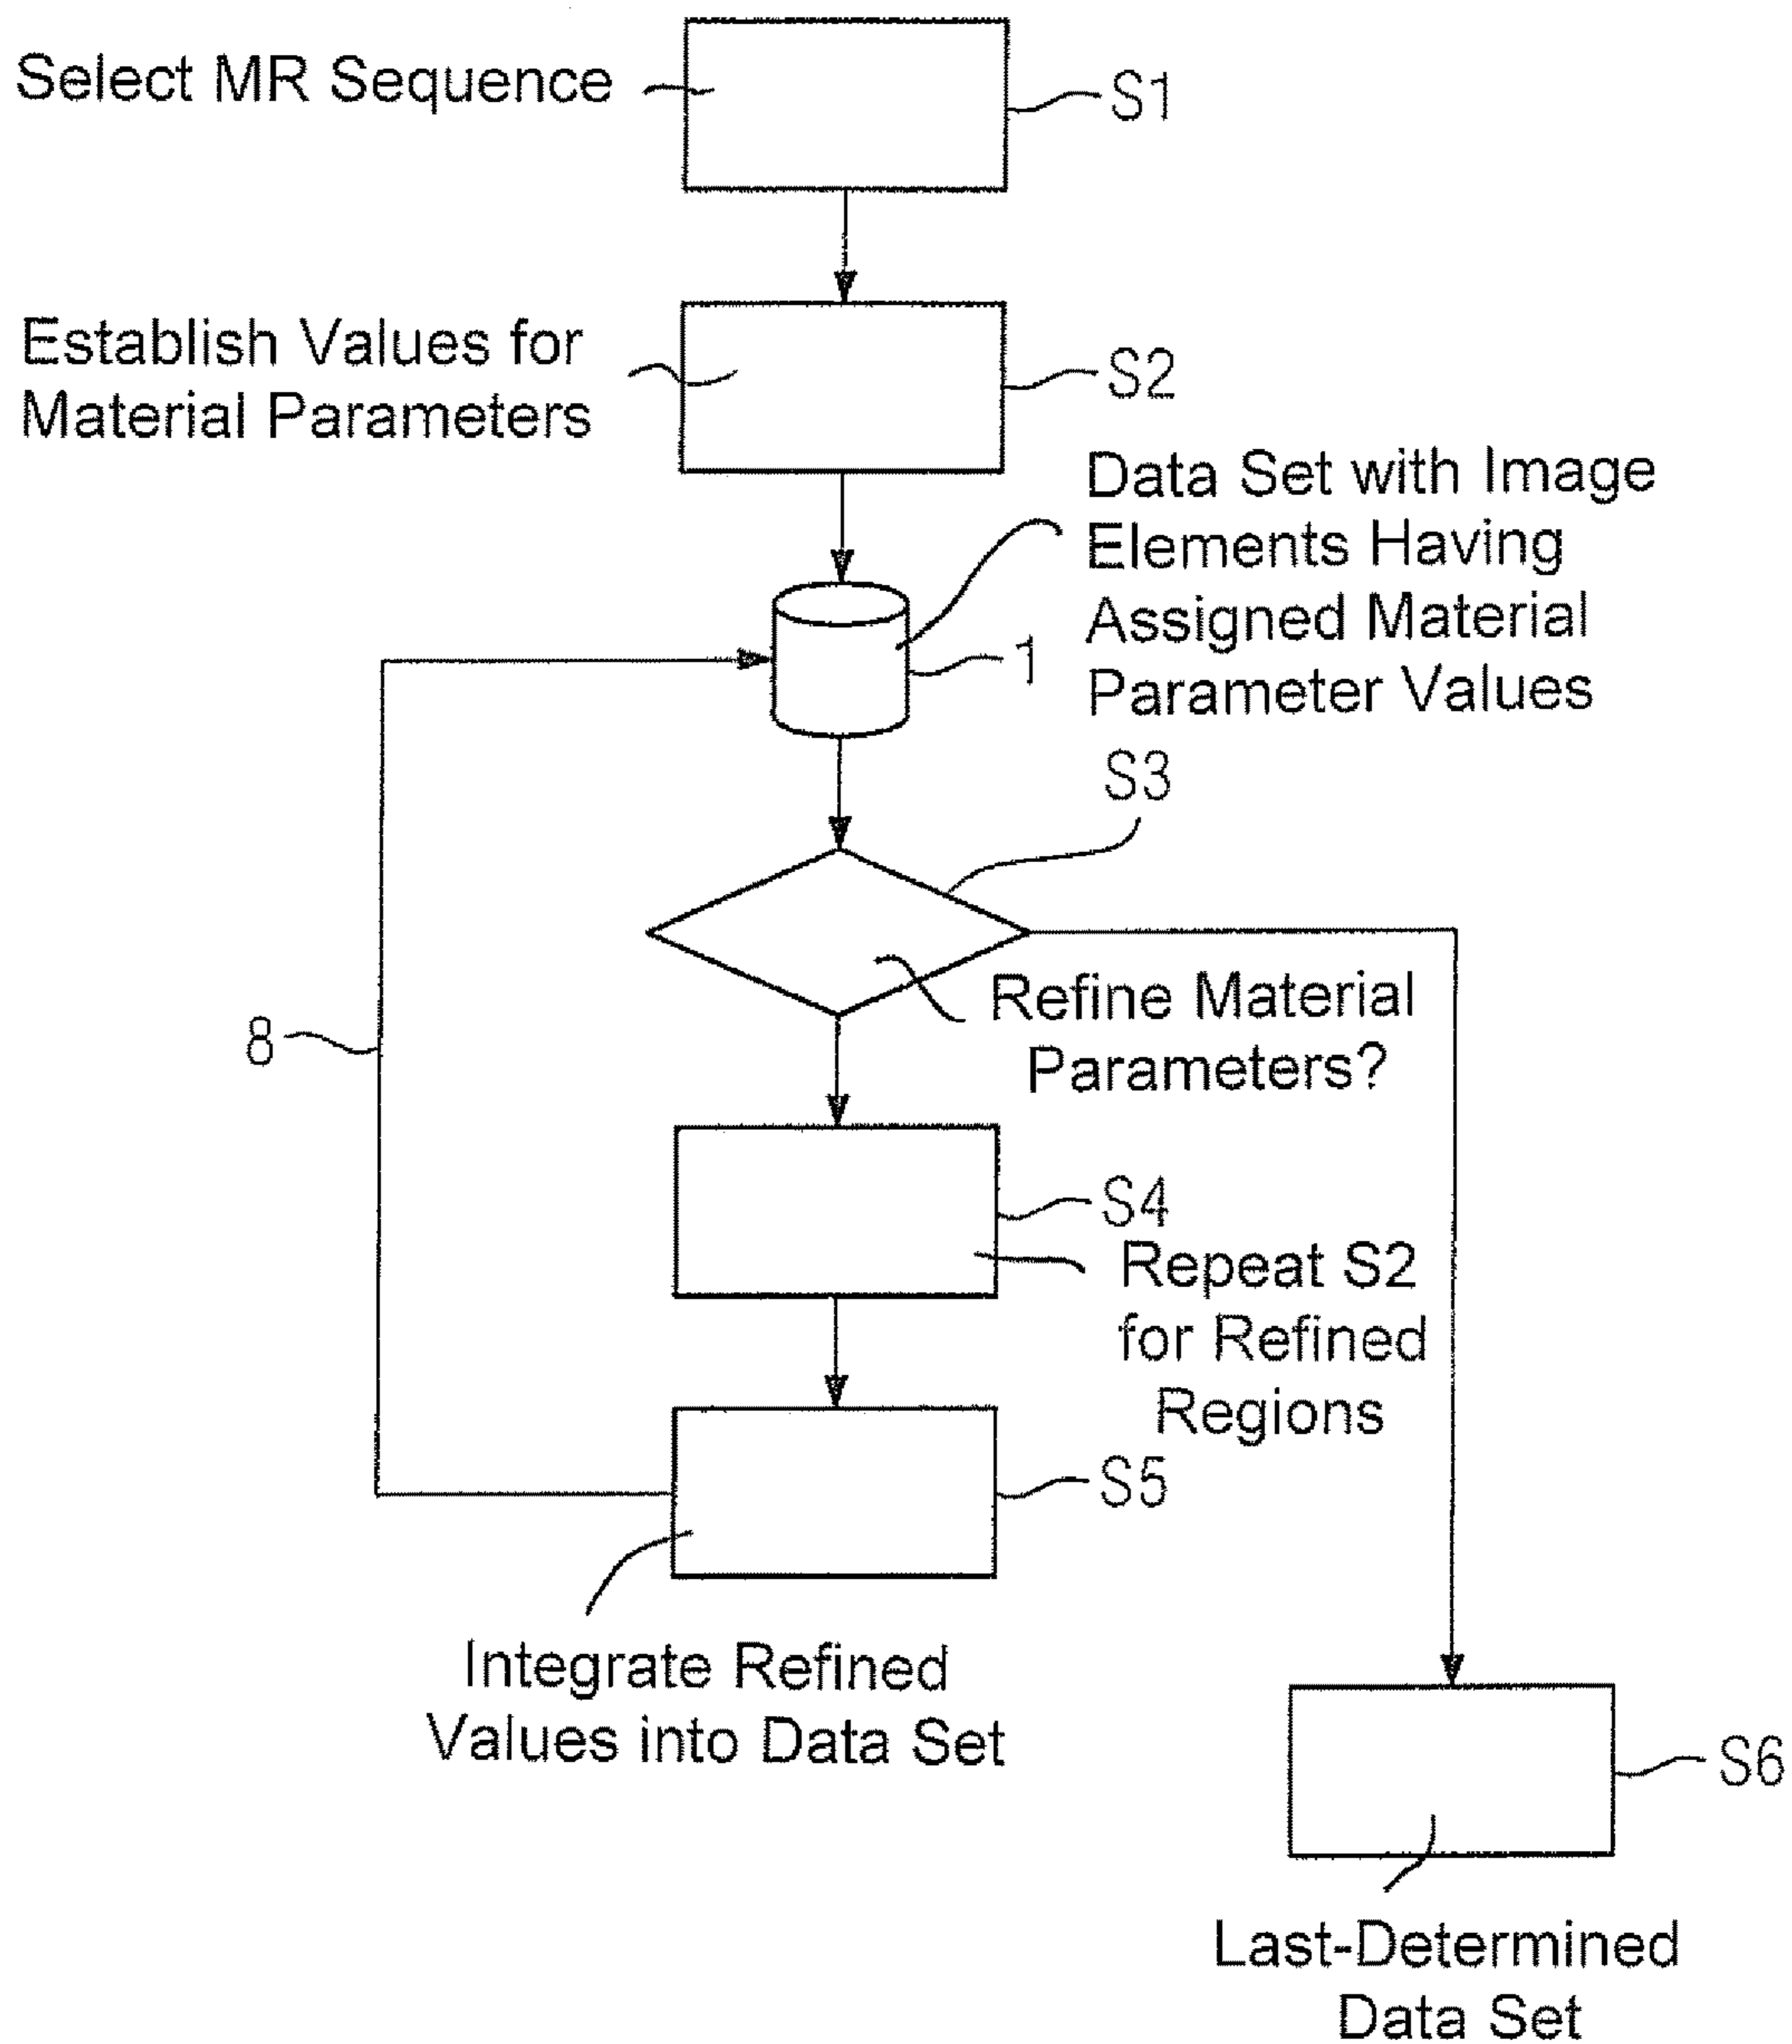 Select MR Sequence
S1
Establish Values for
Material Parameters
S2
Data Set with Image
Elements Having
Assigned Material
Parameter Values
1
S3
Refine Material
Parameters?
8
S4
Repeat S2
for Refined
Regions
S5
Integrate Refined
Values into Data Set
S6
Last-Determined
Data Set